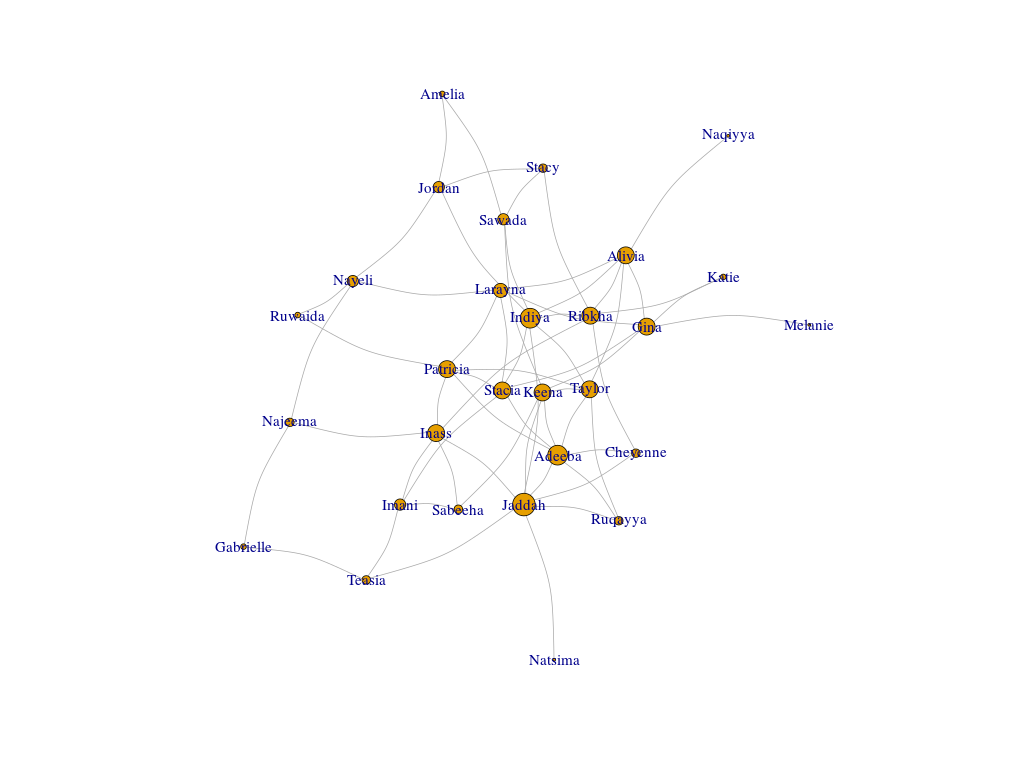 Amelia
Naqiyya
Stacy
Jordan
Sawada
Alivia
Katie
Nayeli
Larayna
Ruwaida
Indiya
Ribkha
Gina
Melanie
Patricia
Stacia
Keena
Taylor
Najeema
Inass
Adeeba
Cheyenne
Imani
Sabeeha
Jaddah
Ruqayya
Gabrielle
Teasia
Natsima